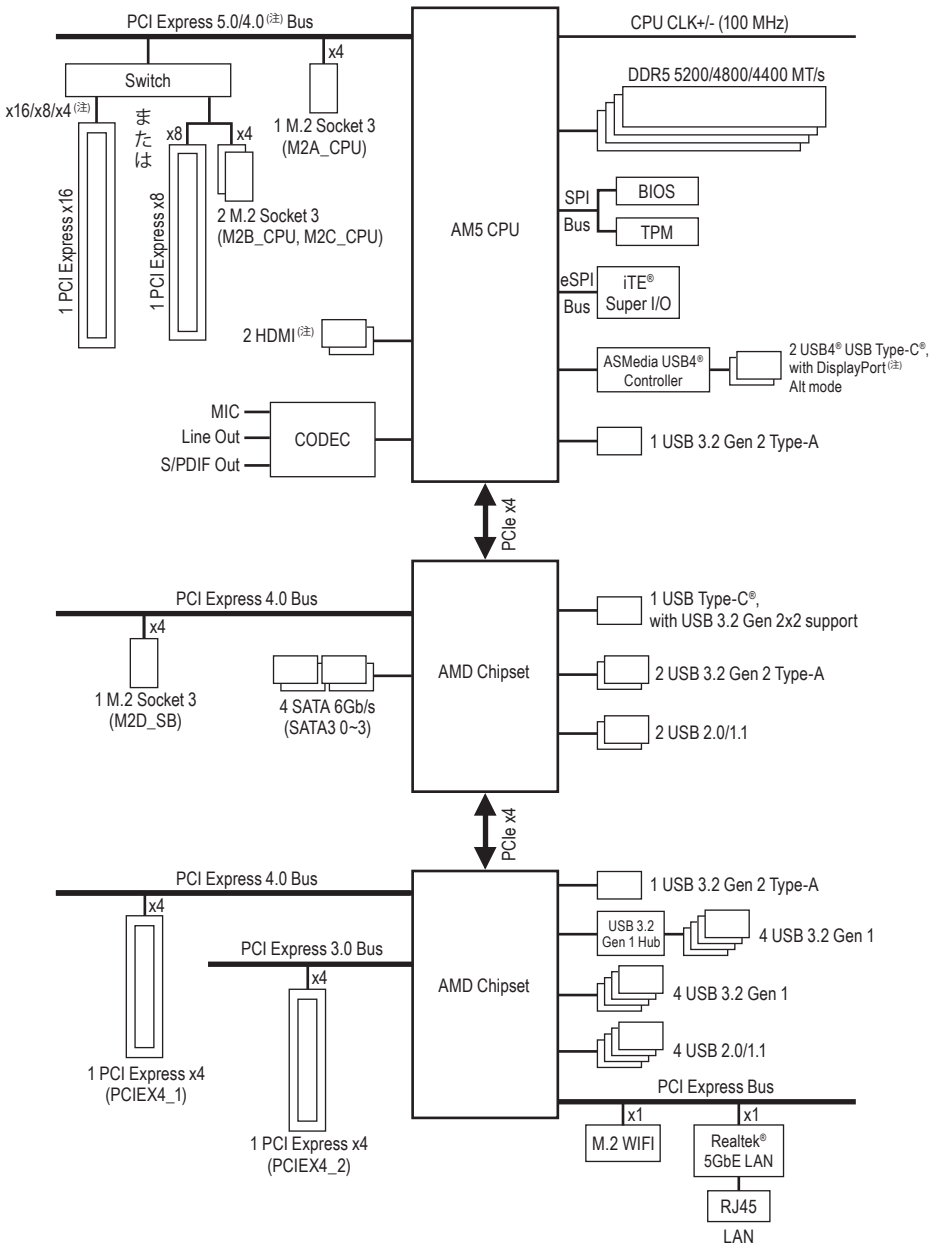 PCI Express 5.0/4.0 (注) Bus
CPU CLK+/- (100 MHz)
x4
Switch
DDR5 5200/4800/4400 MT/s
x16/x8/x4 (注)
または
x8
x4
1 M.2 Socket 3
(M2A_CPU)
1 PCI Express x16
1 PCI Express x8
2 M.2 Socket 3
(M2B_CPU, M2C_CPU)
AM5 CPU
SPI
Bus
BIOS
TPM
eSPI
Bus
iTE®
Super I/O
2 HDMI (注)
ASMedia USB4®
Controller
2 USB4® USB Type-C®,
with DisplayPort (注)
Alt mode
MIC
Line Out
S/PDIF Out
CODEC
1 USB 3.2 Gen 2 Type-A
PCIe x4
PCI Express 4.0 Bus
x4
1 M.2 Socket 3
(M2D_SB)
4 SATA 6Gb/s
(SATA3 0~3)
AMD Chipset
1 USB Type-C®,
with USB 3.2 Gen 2x2 support
2 USB 3.2 Gen 2 Type-A
2 USB 2.0/1.1
PCIe x4
PCI Express 4.0 Bus
x4
PCI Express 3.0 Bus
x4
1 PCI Express x4
(PCIEX4_1)
1 PCI Express x4
(PCIEX4_2)
AMD Chipset
1 USB 3.2 Gen 2 Type-A
USB 3.2
Gen 1 Hub
4 USB 3.2 Gen 1
4 USB 3.2 Gen 1
4 USB 2.0/1.1
PCI Express Bus
x1
x1
M.2 WIFI
Realtek®
5GbE LAN
RJ45
LAN